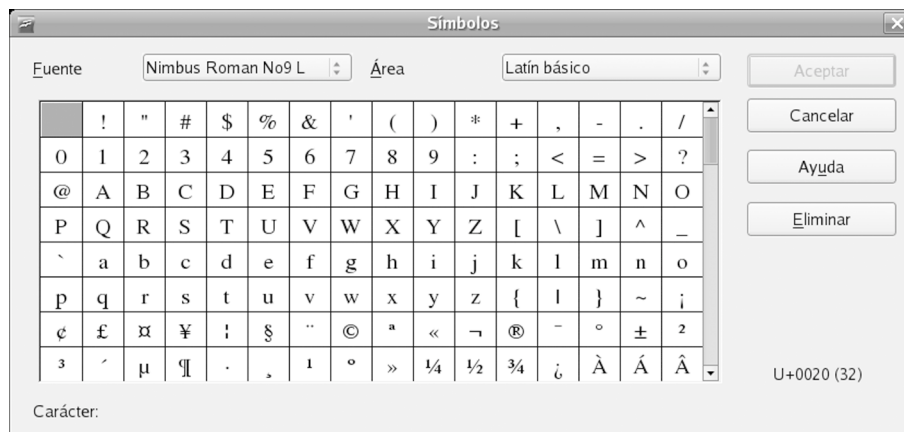 Símbolos
Fuente Nimbus Roman No9 L Área Latín básico Aceptar
Cancelar
Ayuda
Eliminar
! " # $ % & ' ( ) * + , - . /
0 1 2 3 4 5 6 7 8 9 : ; < = > ?
@ A B C D E F G H I J K L M N O
P Q R S T U V W X Y Z [ \ ] ^ _
` a b c d e f g h i j k l m n o
p q r s t u v w x y z { | } ~ ¡
¢ £ ¤ ¥ ¦ § ¨ © ª « ¬ ® ¯ ° ± ²
³ ´ µ ¶ · ¸ ¹ º » ¼ ½ ¾ ¿ À Á Â
U+0020 (32)
Carácter: